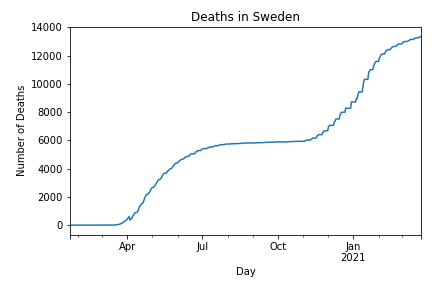 Deaths in Sweden
Number of Deaths
14000
12000
10000
8000
6000
4000
2000
0
Apr
Jul
Oct
Jan
2021
Day